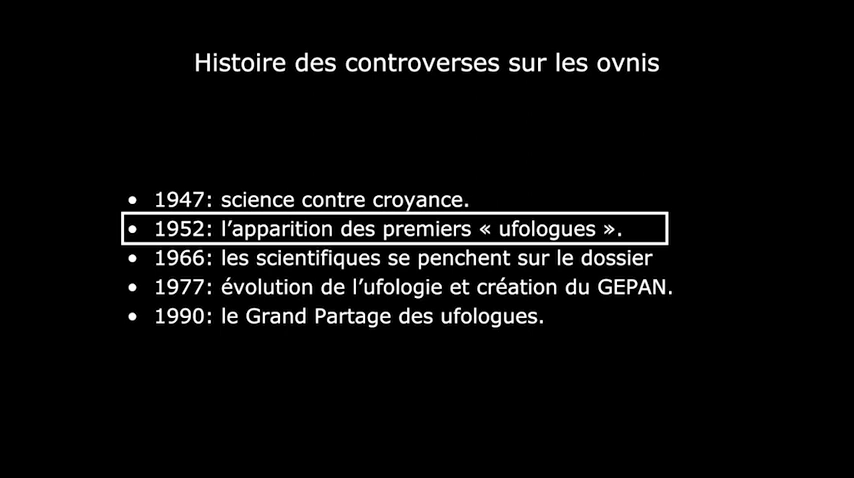 Histoire des controverses sur les ovnis
• 1947: science contre croyance.
• 1952: l’apparition des premiers « ufologues ».
• 1966: les scientifiques se penchent sur le dossier
• 1977: évolution de l’ufologie et création du GEPAN.
• 1990: le Grand Partage des ufologues.